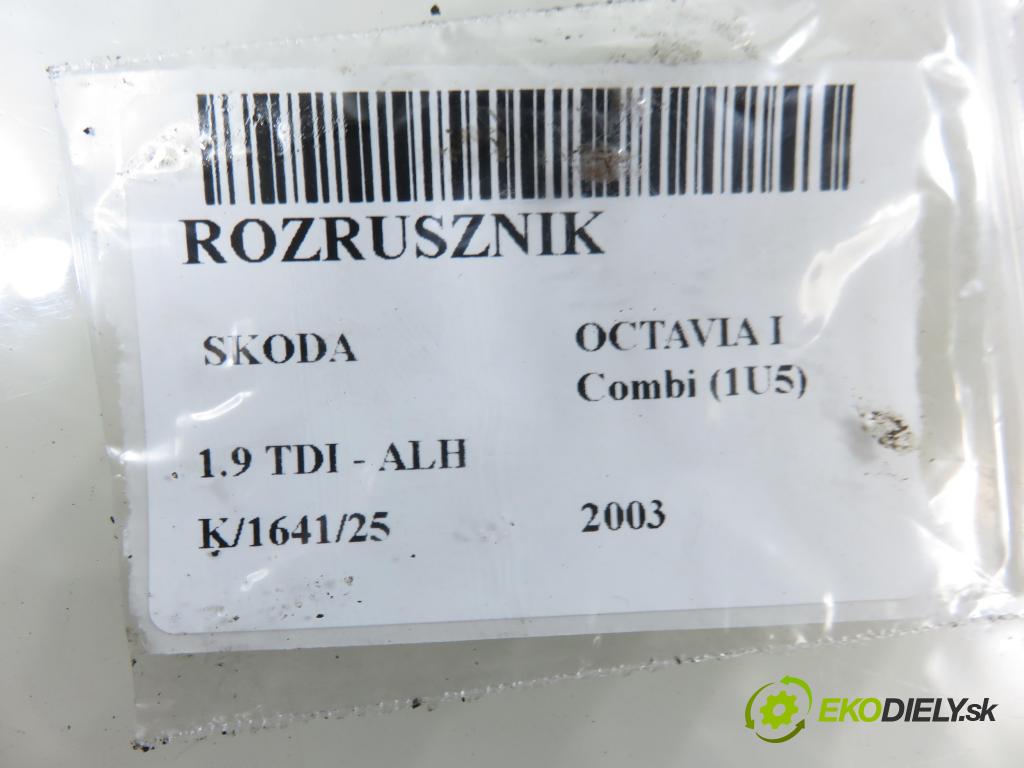 ROZRUSZNIK
SKODA
OCTAVIA I
Combi (1U5)
1.9 TDI - ALH
K/1641/25
2003
EKODIELY.sk